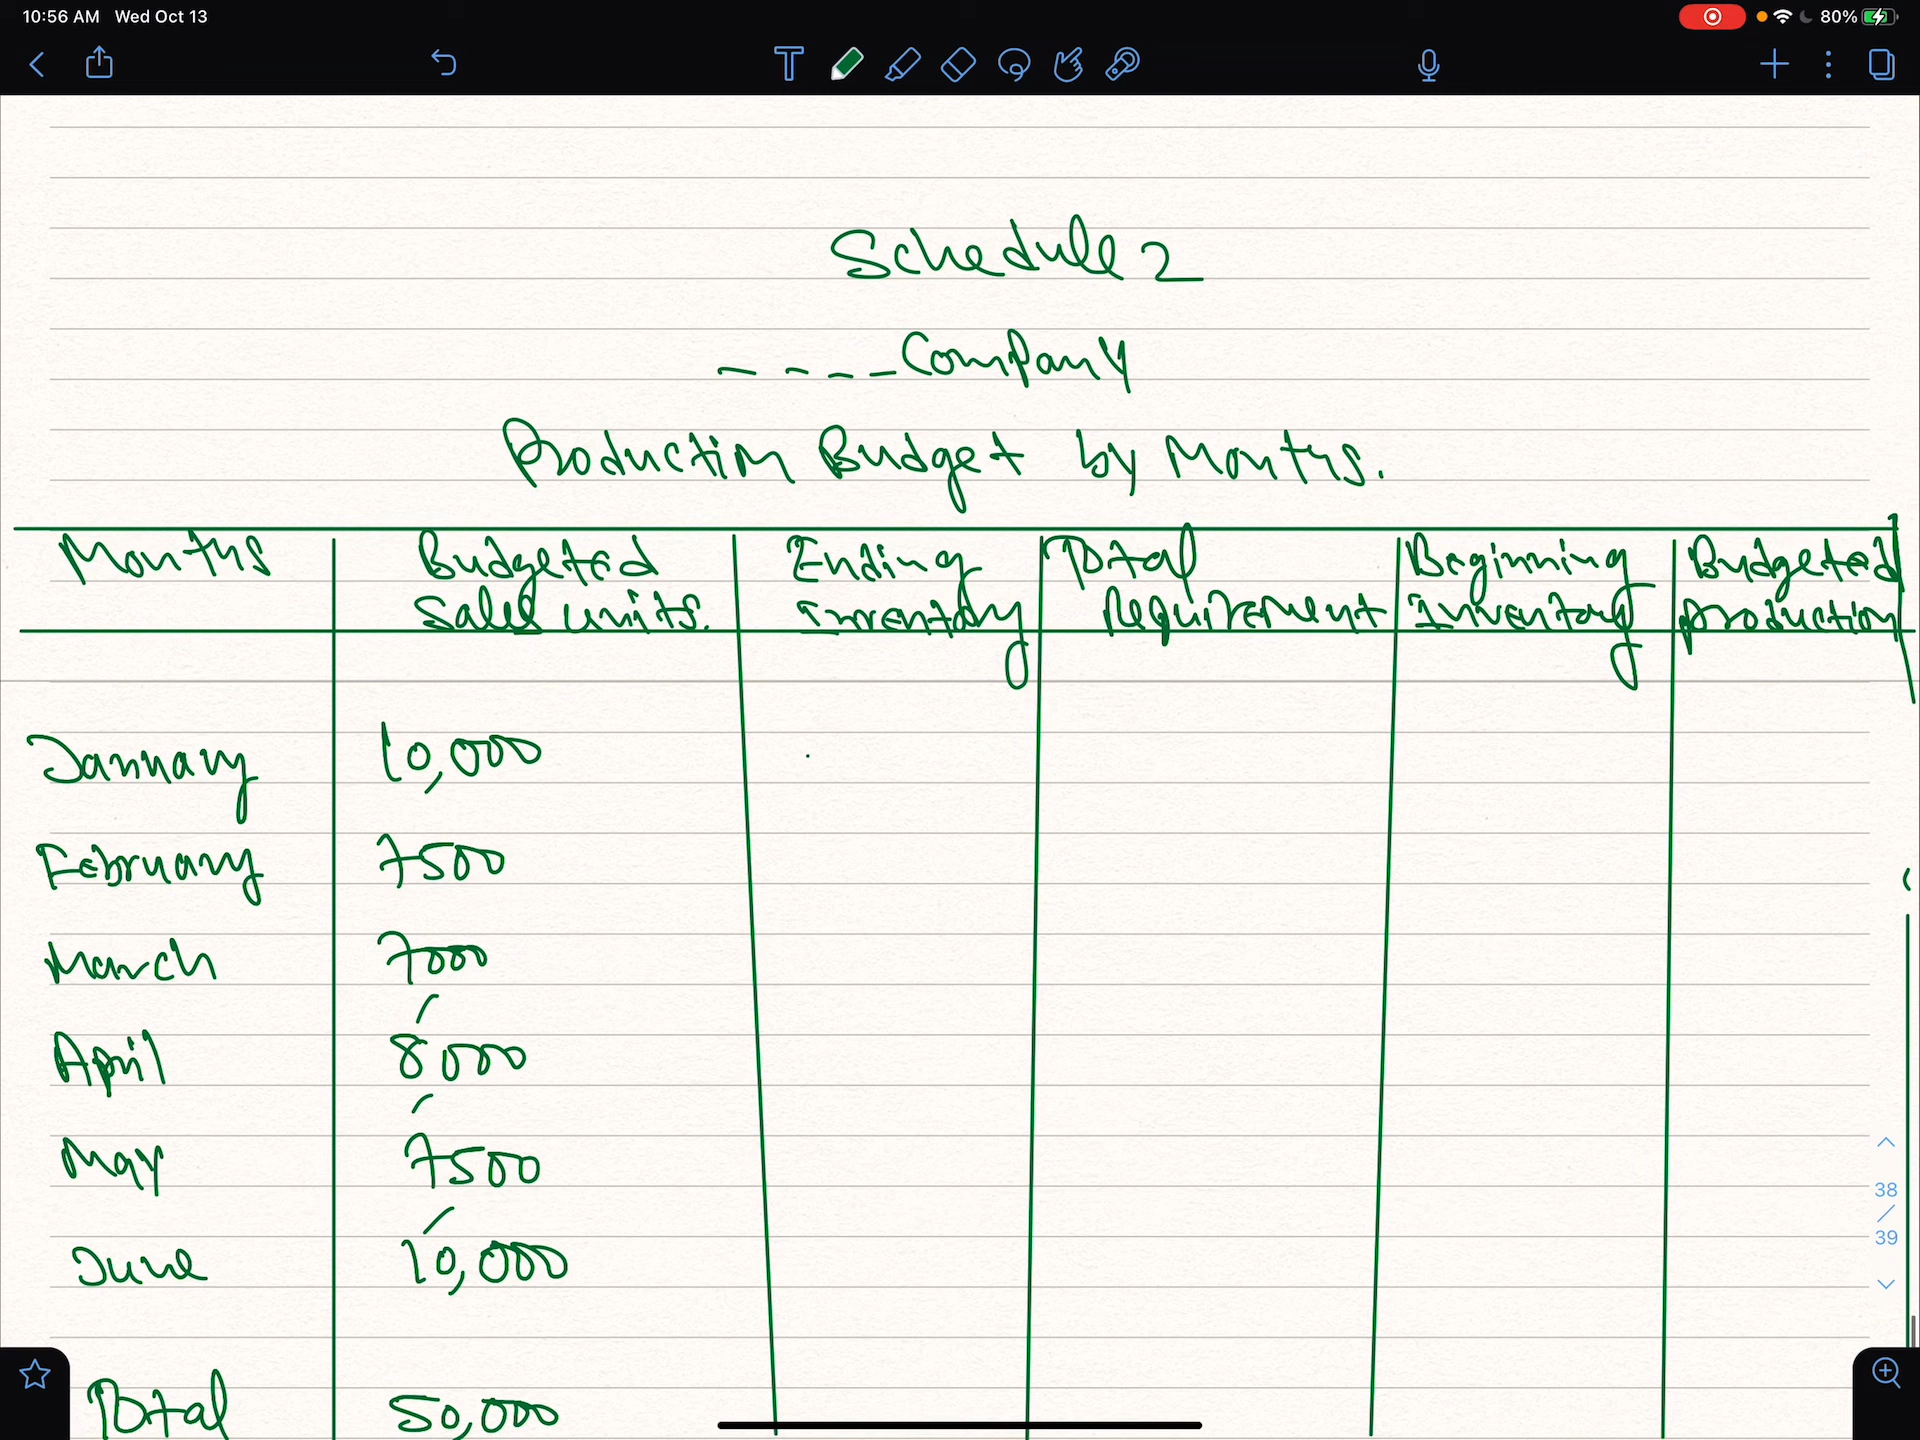 10:56 AM Wed Oct 13
80%
Schedule 2
----Company
Production Budget by Months.
Months Budgeted Sales units. Ending Inventory Total Requirement Beginning Inventory Budgeted production
January 10,000
February 7500
March 7000
April 8000
May 7500
June 10,000
Total 50,000
38
39